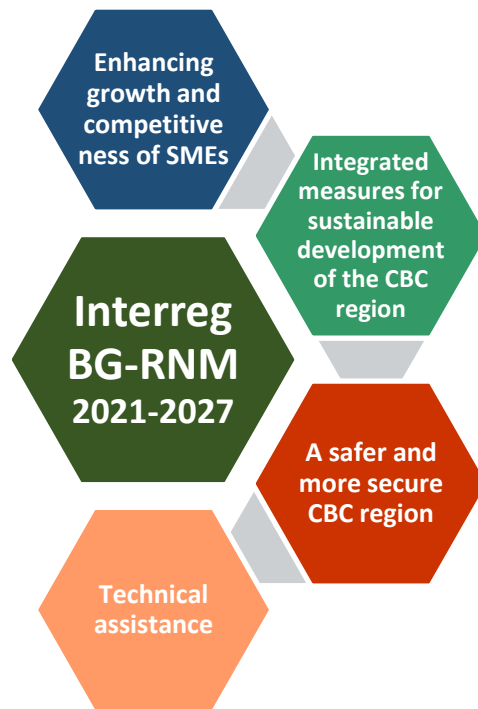 Enhancing
growth and
competitive
ness of SMEs
Integrated
measures for
sustainable
development
of the CBC
region
Interreg
BG-RNM
2021-2027
A safer and
more secure
CBC region
Technical
assistance